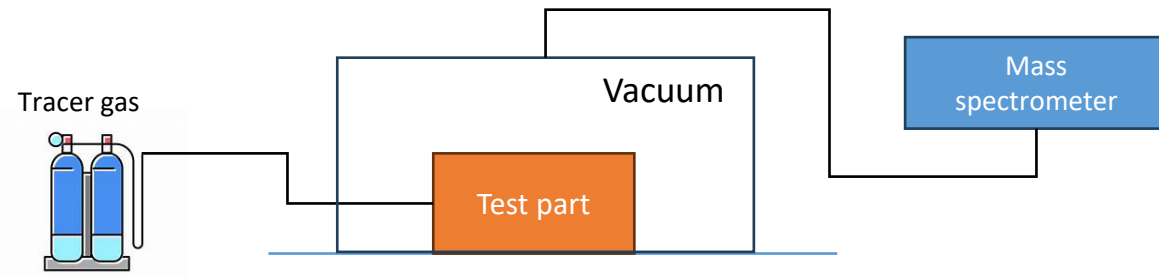 Tracer gas
Vacuum
Test part
Mass
spectrometer